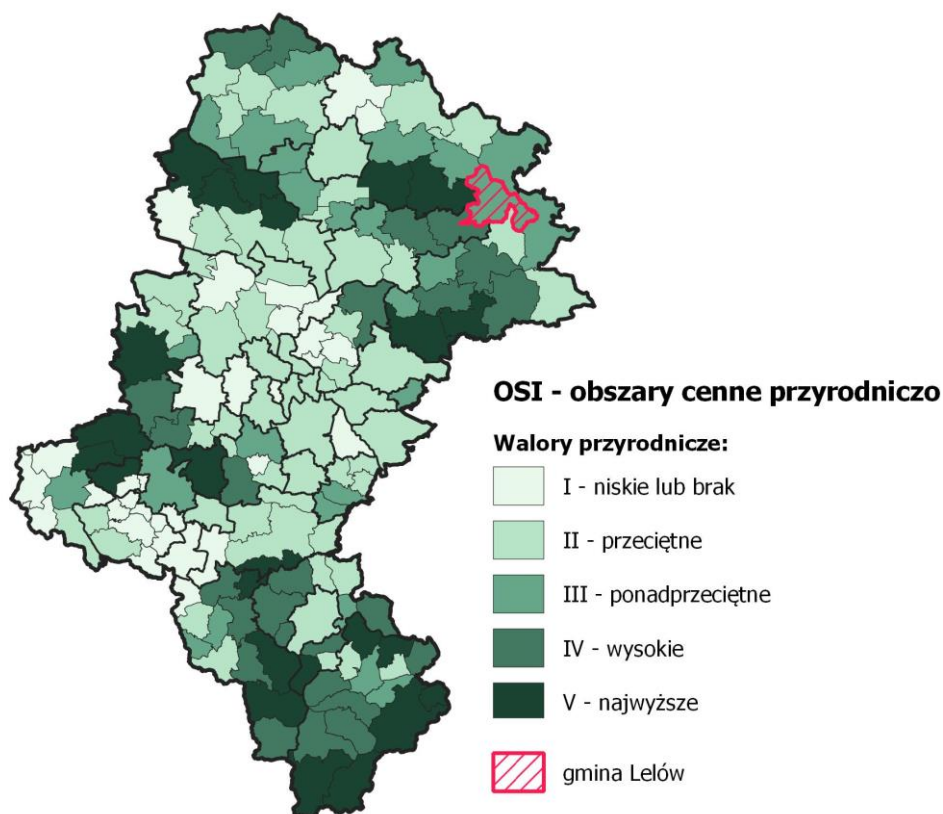 OSI - obszary cenne przyrodniczo
Walory przyrodnicze:
I - niskie lub brak
II - przeciętne
III - ponadprzeciętne
IV - wysokie
V - najwyższe
gmina Lelów